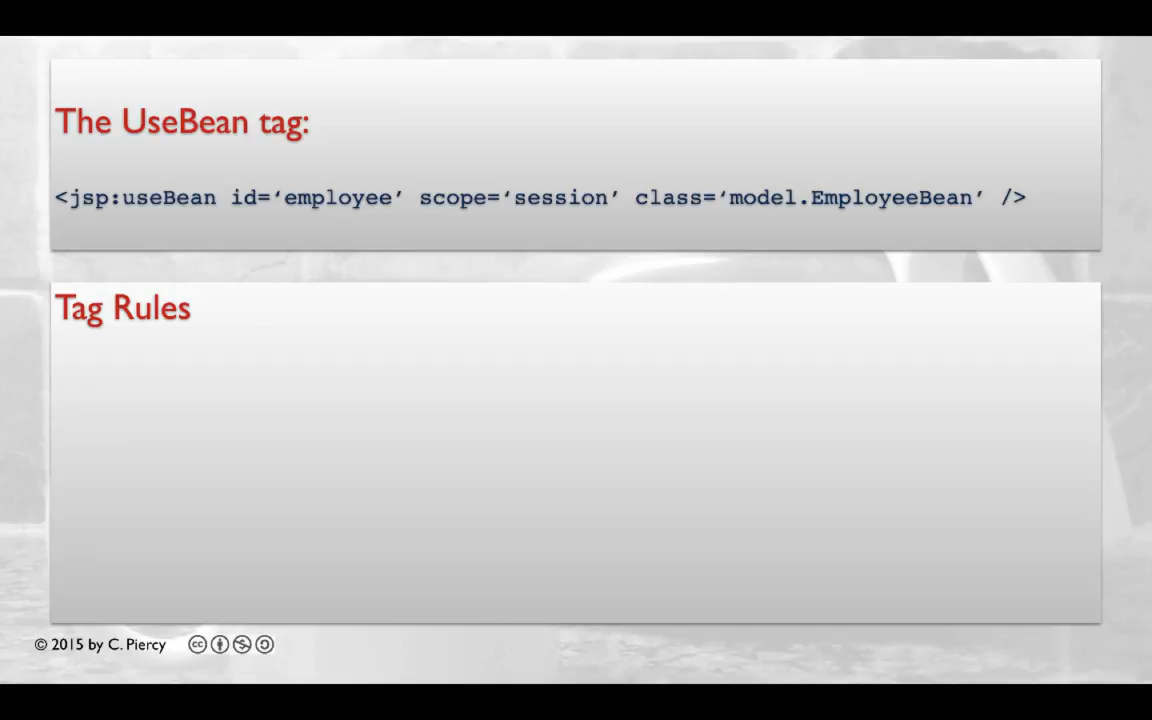 The UseBean tag:
<jsp:useBean id=‘employee’ scope=‘session’ class=‘model.EmployeeBean’ />
Tag Rules
© 2015 by C. Piercy